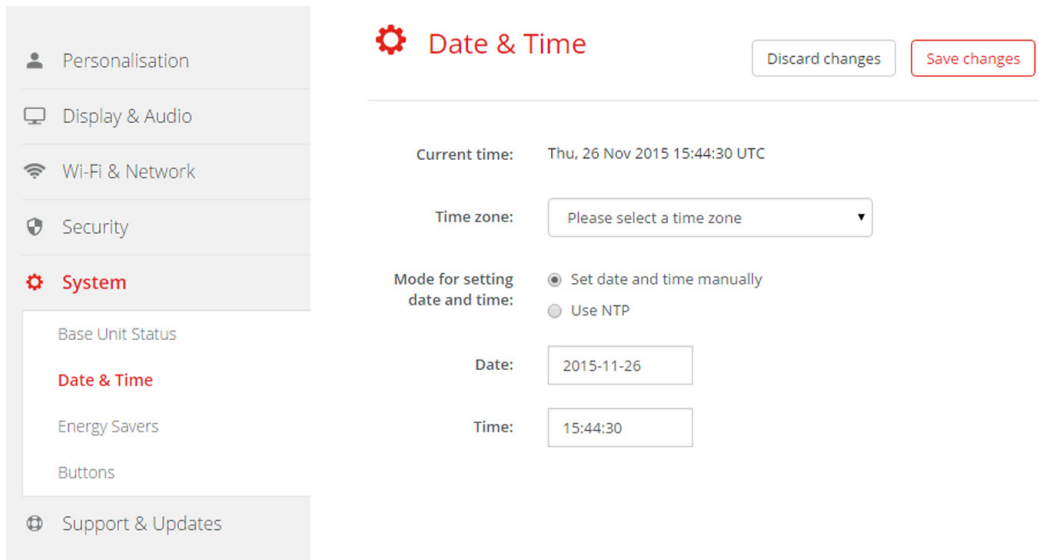 Personalisation
Display & Audio
Wi-Fi & Network
Security
System
Base Unit Status
Date & Time
Energy Savers
Buttons
Support & Updates
Date & Time
Discard changes
Save changes
Current time: Thu, 26 Nov 2015 15:44:30 UTC
Time zone: Please select a time zone
Mode for setting
date and time:
Set date and time manually
Use NTP
Date: 2015-11-26
Time: 15:44:30